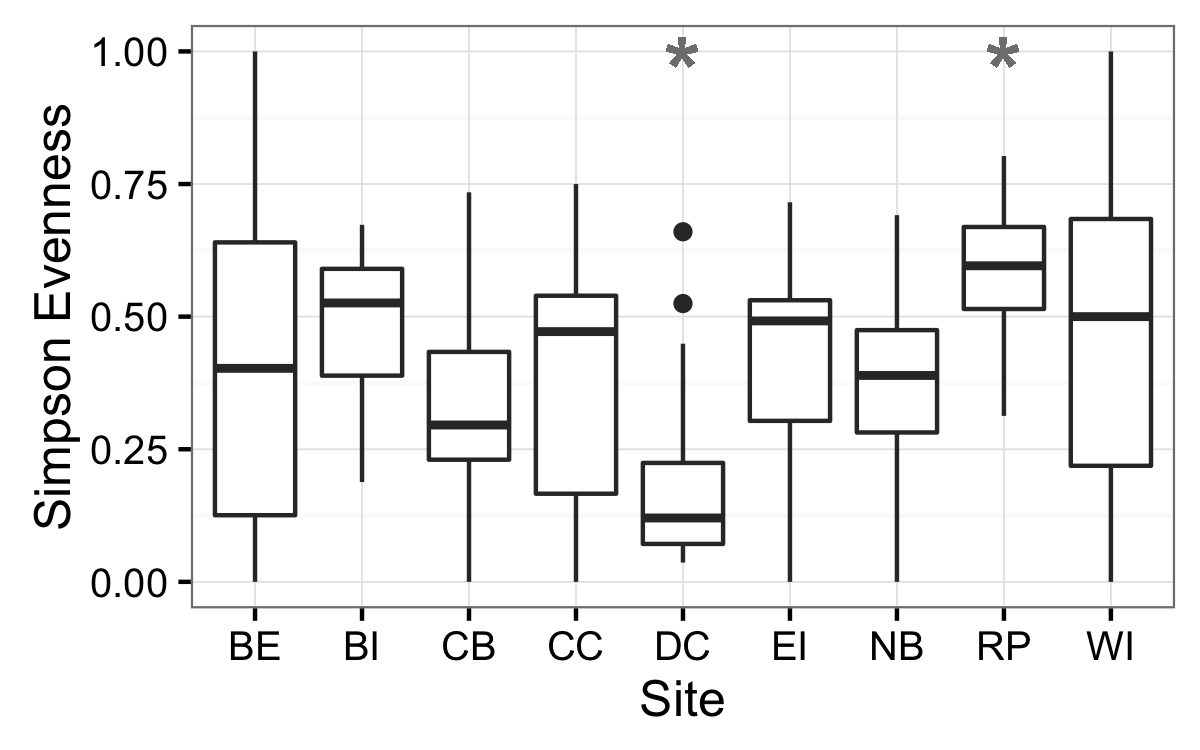 Simpson Evenness
1.00
0.75
0.50
0.25
0.00
* *
BE BI CB CC DC EI NB RP WI
Site